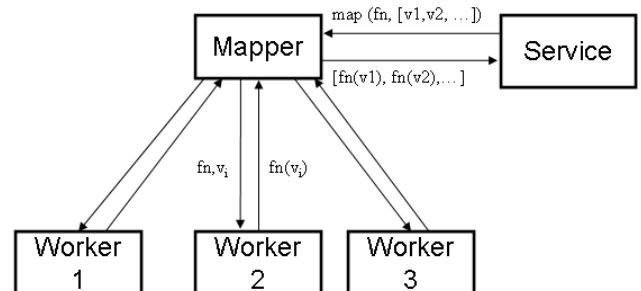 map (fn, [v1,v2, …])
Mapper
Service
[fn(v1), fn(v2),…]
fn,vᵢ
fn(vᵢ)
Worker
1
Worker
2
Worker
3